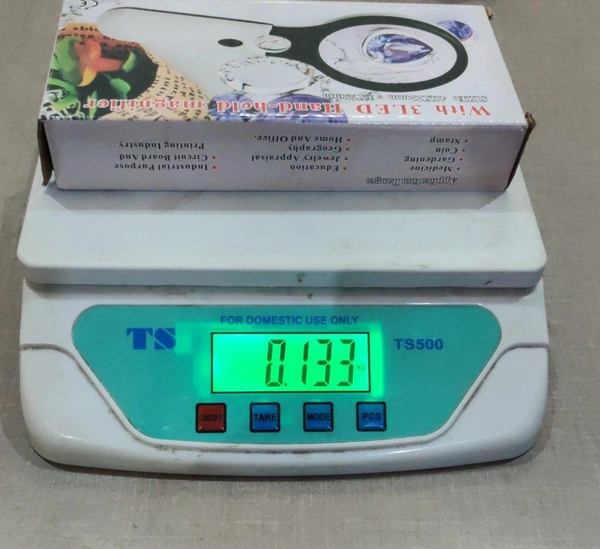 With 3LED Hand-held magnifier
Application Range:
• Medicine
• Gardening
• Coin
• Stamp
• Education
• Jewelry Appraisal
• Geography
• Home And Office.
• Industrial Purpose
• Circuit Board And
Printing Industry
FOR DOMESTIC USE ONLY
TS
0.133
KG
TS500
ON/OFF
TARE
MODE
PCS